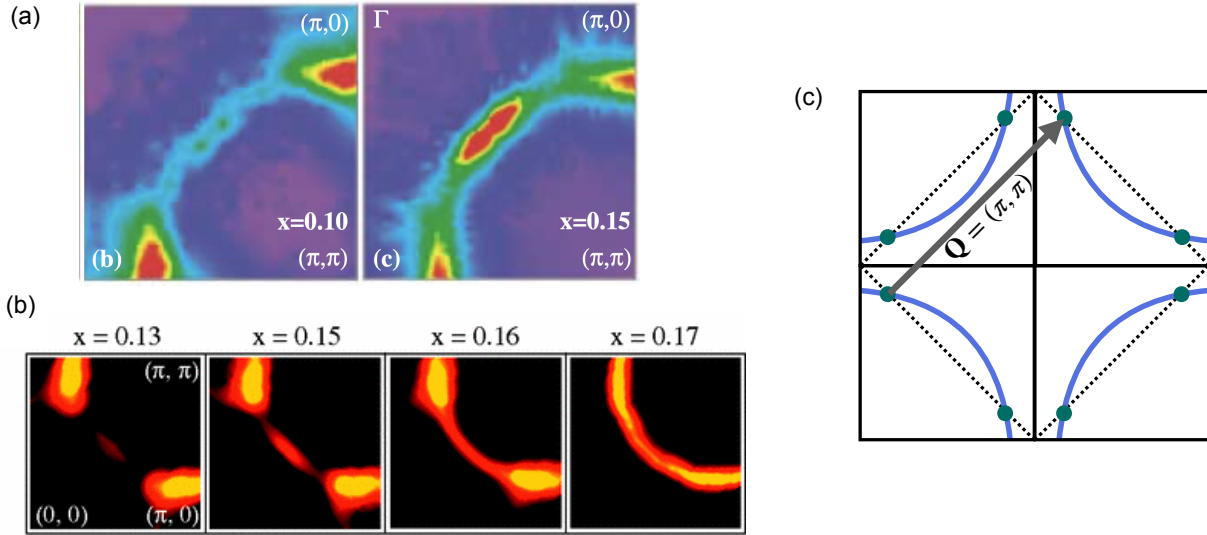 (a)
(π,0)
x=0.10
(b)
(π,π)
Γ
(π,0)
x=0.15
(c)
(π,π)
(b)
x = 0.13
x = 0.15
x = 0.16
x = 0.17
(π, π)
(0, 0)
(π, 0)
(c)
Q = (π, π)